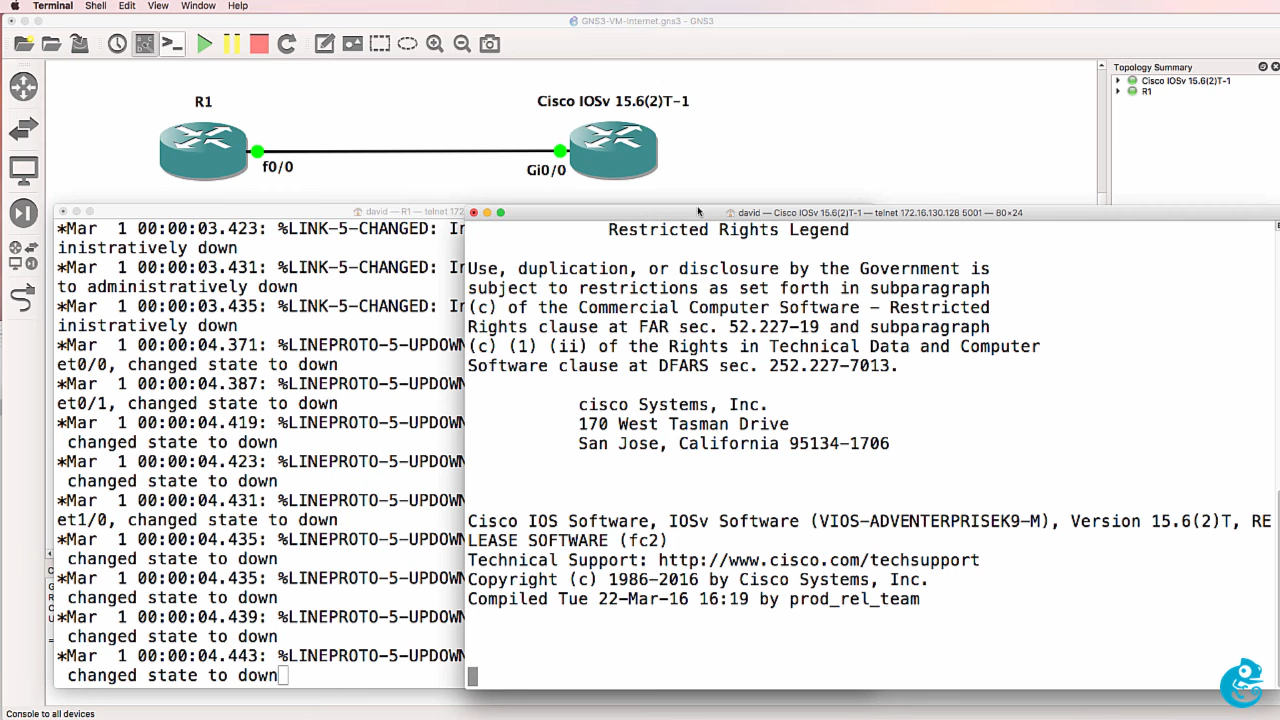 Terminal Shell Edit View Window Help
GNS3-VM-Internet.gns3 — GNS3
Topology Summary
Cisco IOSv 15.6(2)T-1
R1
R1
Cisco IOSv 15.6(2)T-1
f0/0
Gi0/0
david — R1 — telnet 172
*Mar  1 00:00:03.423: %LINK-5-CHANGED: In
inistratively down
*Mar  1 00:00:03.431: %LINK-5-CHANGED: In
to administratively down
*Mar  1 00:00:03.435: %LINK-5-CHANGED: In
inistratively down
*Mar  1 00:00:04.371: %LINEPROTO-5-UPDOWN
et0/0, changed state to down
*Mar  1 00:00:04.387: %LINEPROTO-5-UPDOWN
et0/1, changed state to down
*Mar  1 00:00:04.419: %LINEPROTO-5-UPDOWN
changed state to down
*Mar  1 00:00:04.423: %LINEPROTO-5-UPDOWN
changed state to down
*Mar  1 00:00:04.431: %LINEPROTO-5-UPDOWN
et1/0, changed state to down
*Mar  1 00:00:04.435: %LINEPROTO-5-UPDOWN
changed state to down
*Mar  1 00:00:04.435: %LINEPROTO-5-UPDOWN
changed state to down
*Mar  1 00:00:04.439: %LINEPROTO-5-UPDOWN
changed state to down
*Mar  1 00:00:04.443: %LINEPROTO-5-UPDOWN
changed state to down
david — Cisco IOSv 15.6(2)T-1 — telnet 172.16.130.128 5001 — 80×24
Restricted Rights Legend
Use, duplication, or disclosure by the Government is
subject to restrictions as set forth in subparagraph
(c) of the Commercial Computer Software - Restricted
Rights clause at FAR sec. 52.227-19 and subparagraph
(c) (1) (ii) of the Rights in Technical Data and Computer
Software clause at DFARS sec. 252.227-7013.
cisco Systems, Inc.
170 West Tasman Drive
San Jose, California 95134-1706
Cisco IOS Software, IOSv Software (VIOS-ADVENTERPRISEK9-M), Version 15.6(2)T, RE
LEASE SOFTWARE (fc2)
Technical Support: http://www.cisco.com/techsupport
Copyright (c) 1986-2016 by Cisco Systems, Inc.
Compiled Tue 22-Mar-16 16:19 by prod_rel_team
Console to all devices